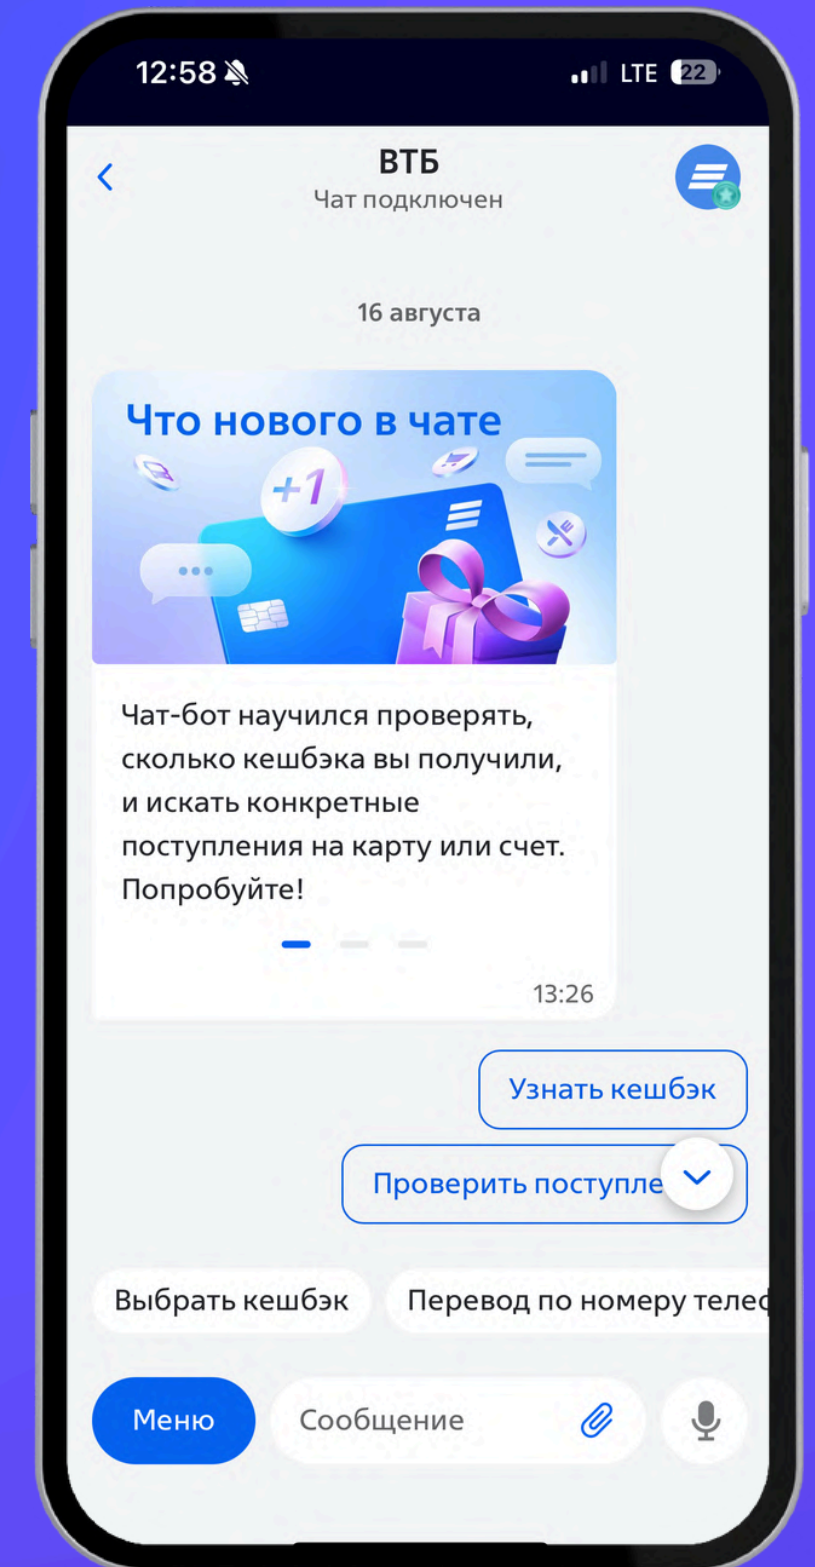 12:58
LTE 22
ВТБ
Чат подключен
16 августа
Что нового в чате
+1
Чат-бот научился проверять,
сколько кешбэка вы получили,
и искать конкретные
поступления на карту или счет.
Попробуйте!
13:26
Узнать кешбэк
Проверить поступле
Выбрать кешбэк
Перевод по номеру телеф
Меню
Сообщение